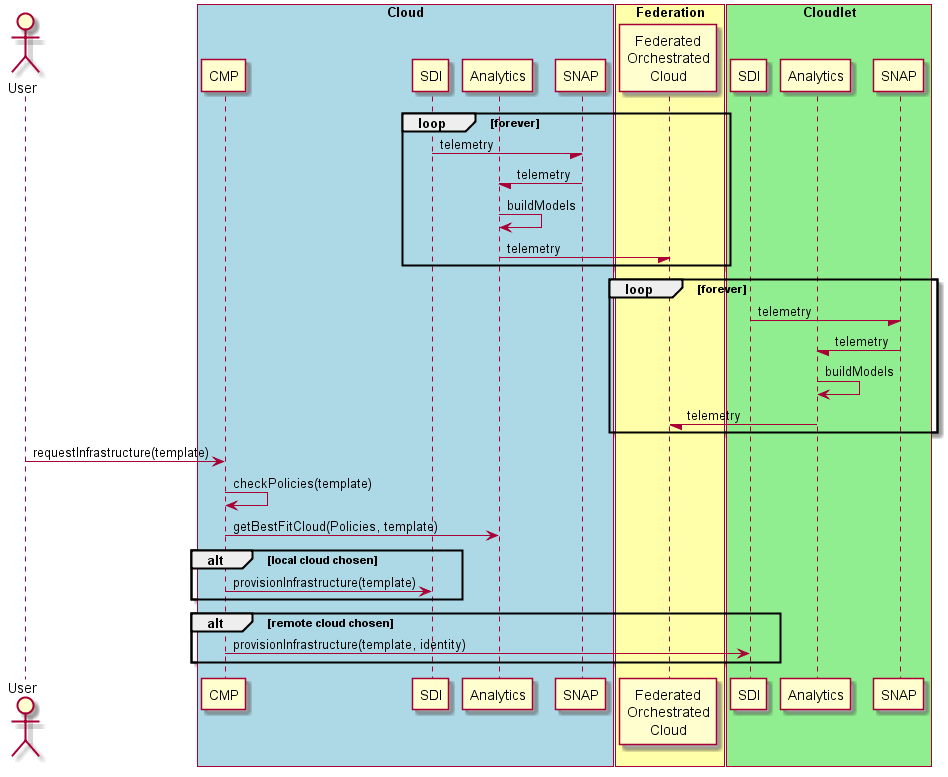 Cloud
Federation
Cloudlet
User
CMP
SDI
Analytics
SNAP
Federated
Orchestrated
Cloud
SDI
Analytics
SNAP
loop [forever]
telemetry
telemetry
buildModels
telemetry
loop [forever]
telemetry
telemetry
buildModels
telemetry
requestInfrastructure(template)
checkPolicies(template)
getBestFitCloud(Policies, template)
alt [local cloud chosen]
provisionInfrastructure(template)
alt [remote cloud chosen]
provisionInfrastructure(template, identity)
User
CMP
SDI
Analytics
SNAP
Federated
Orchestrated
Cloud
SDI
Analytics
SNAP